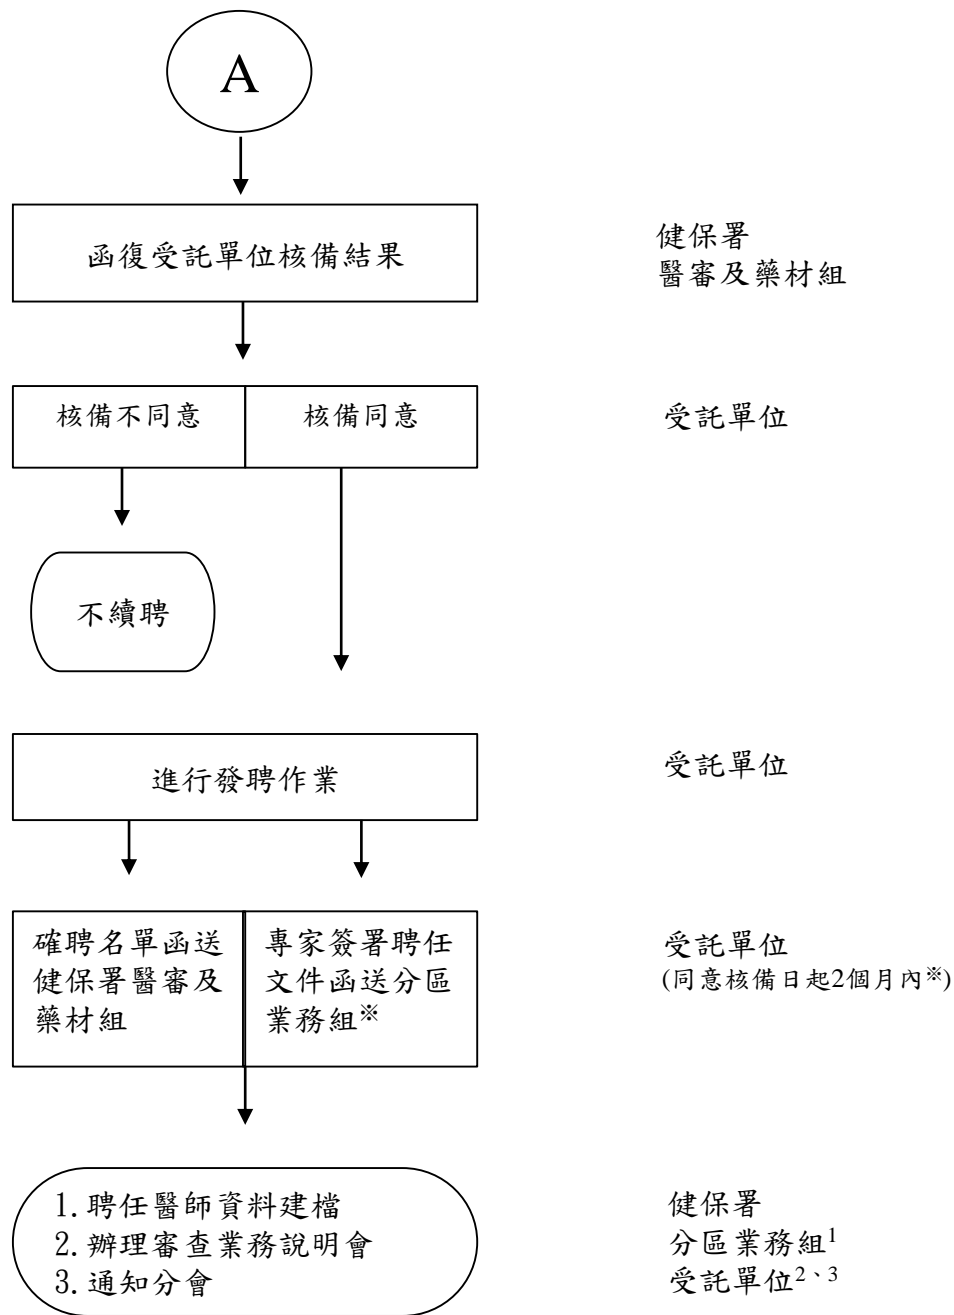 A
函復受託單位核備結果
健保署
醫審及藥材組
核備不同意
核備同意
受託單位
不續聘
進行發聘作業
受託單位
確聘名單函送
健保署醫審及
藥材組
專家簽署聘任
文件函送分區
業務組※
受託單位
(同意核備日起2個月內※)
1.聘任醫師資料建檔
2.辦理審查業務說明會
3.通知分會
健保署
分區業務組1
受託單位2、3